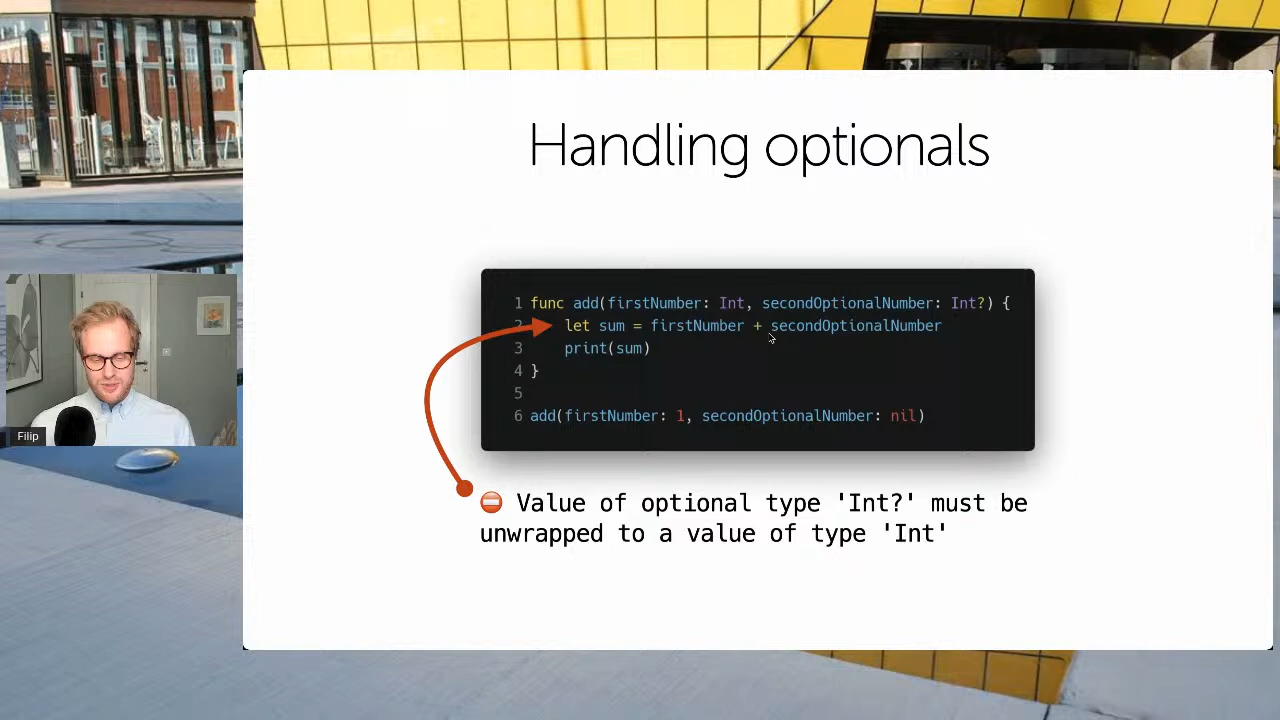 Handling optionals
1 func add(firstNumber: Int, secondOptionalNumber: Int?) {
2 let sum = firstNumber + secondOptionalNumber
3 print(sum)
4 }
5
6 add(firstNumber: 1, secondOptionalNumber: nil)
Filip
⛔ Value of optional type 'Int?' must be
unwrapped to a value of type 'Int'